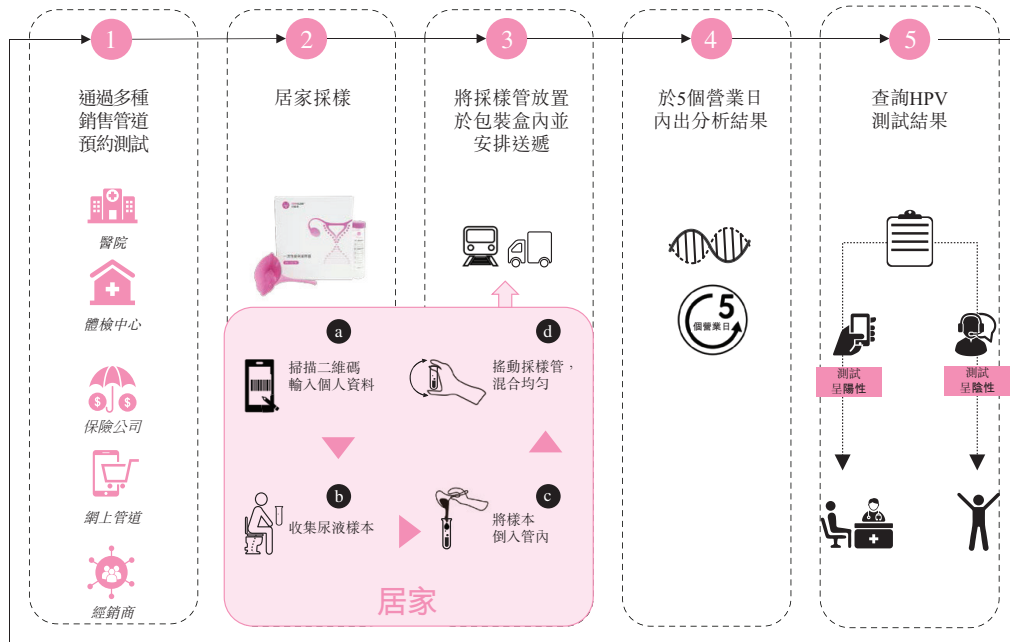 1
通過多種
銷售管道
預約測試
醫院
體檢中心
$ $
保險公司
網上管道
經銷商
2
居家採樣
3
將採樣管放置
於包裝盒內並
安排送遞
a
掃描二維碼
輸入個人資料
b
收集尿液樣本
c
將樣本
倒入管內
d
搖動採樣管，
混合均勻
居家
4
於5個營業日
內出分析結果
5
個營業日
5
查詢HPV
測試結果
測試
呈陽性
測試
呈陰性